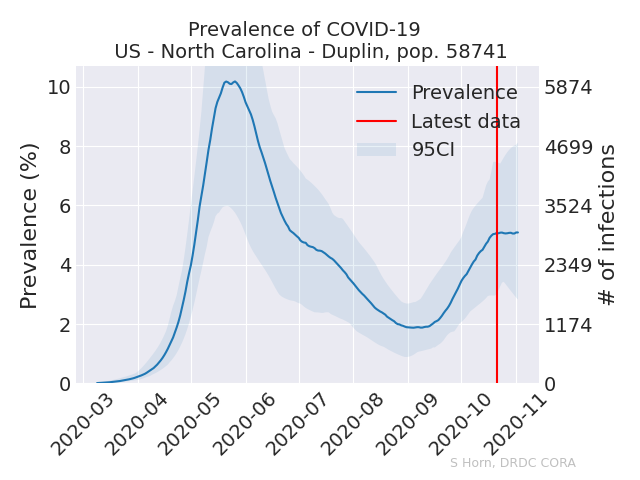 Prevalence of COVID-19
US - North Carolina - Duplin, pop. 58741
Prevalence
Latest data
95CI
Prevalence (%)
10
8
6
4
2
0
5874
4699
3524
2349
1174
0
# of infections
2020-03
2020-04
2020-05
2020-06
2020-07
2020-08
2020-09
2020-10
2020-11
S Horn, DRDC CORA